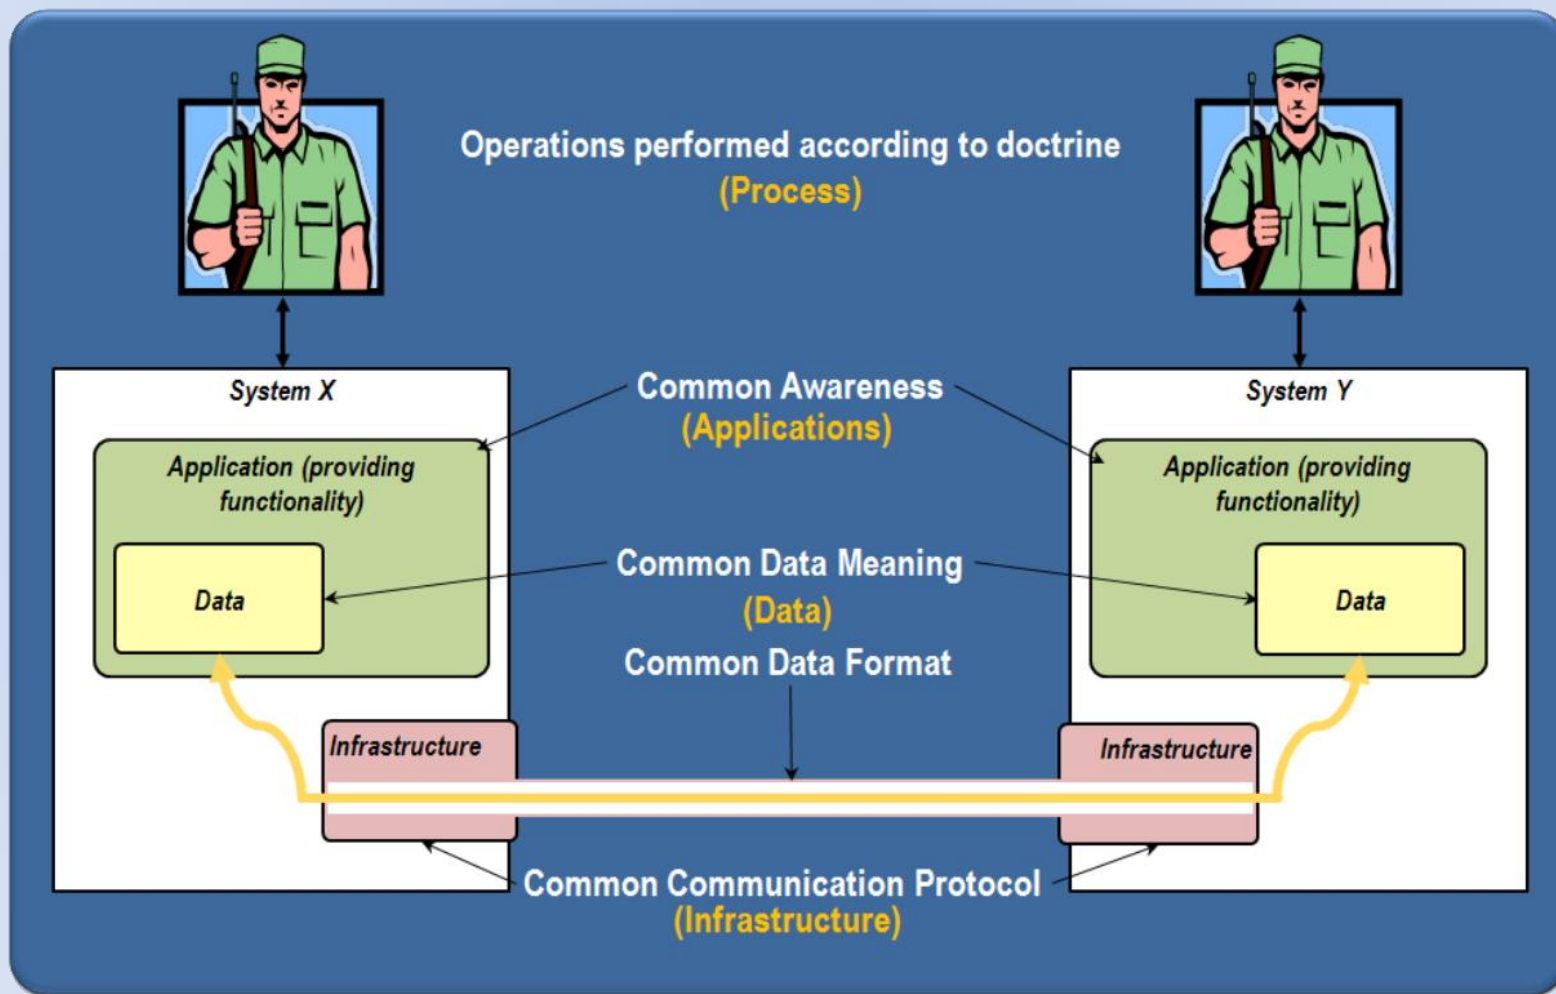 Operations performed according to doctrine
(Process)
System X
Common Awareness
(Applications)
System Y
Application (providing
functionality)
Application (providing
functionality)
Data
Common Data Meaning
(Data)
Data
Common Data Format
Infrastructure
Infrastructure
Common Communication Protocol
(Infrastructure)